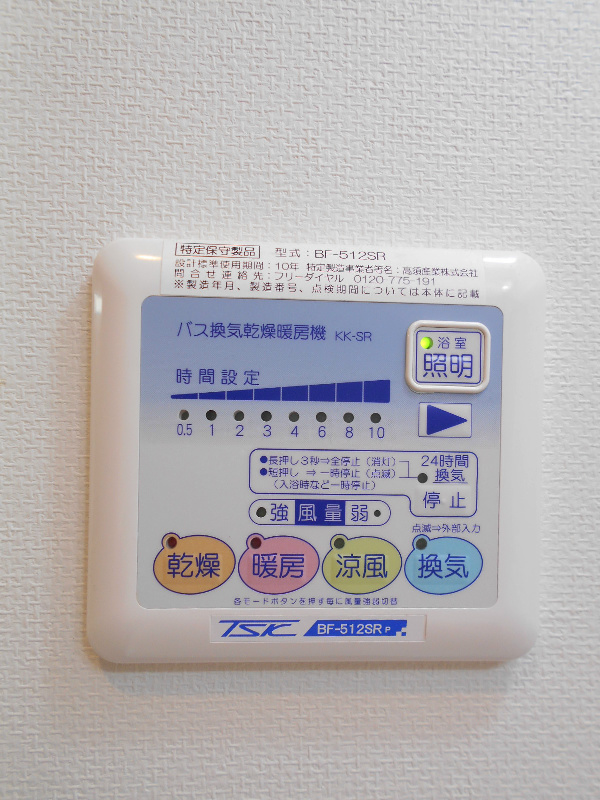 特定保守製品 型式：BF-512SR
設計標準使用期間：10年 特定製造事業者等名：高須産業株式会社
問合せ連絡先：フリーダイヤル 0120-775-191
※製造年月、製造番号、点検期間については本体に記載
バス換気乾燥暖房機 KK-SR
浴室
照明
時間設定
0.5 1 2 3 4 6 8 10
●長押し3秒⇒全停止（消灯）
●短押し ⇒一時停止（点滅）
（入浴時など一時停止）
24時間
換気
停止
強 風量 弱
点滅⇒外部入力
乾燥 暖房 涼風 換気
各モードボタンを押す毎に風量強弱切替
TSK BF-512SR P